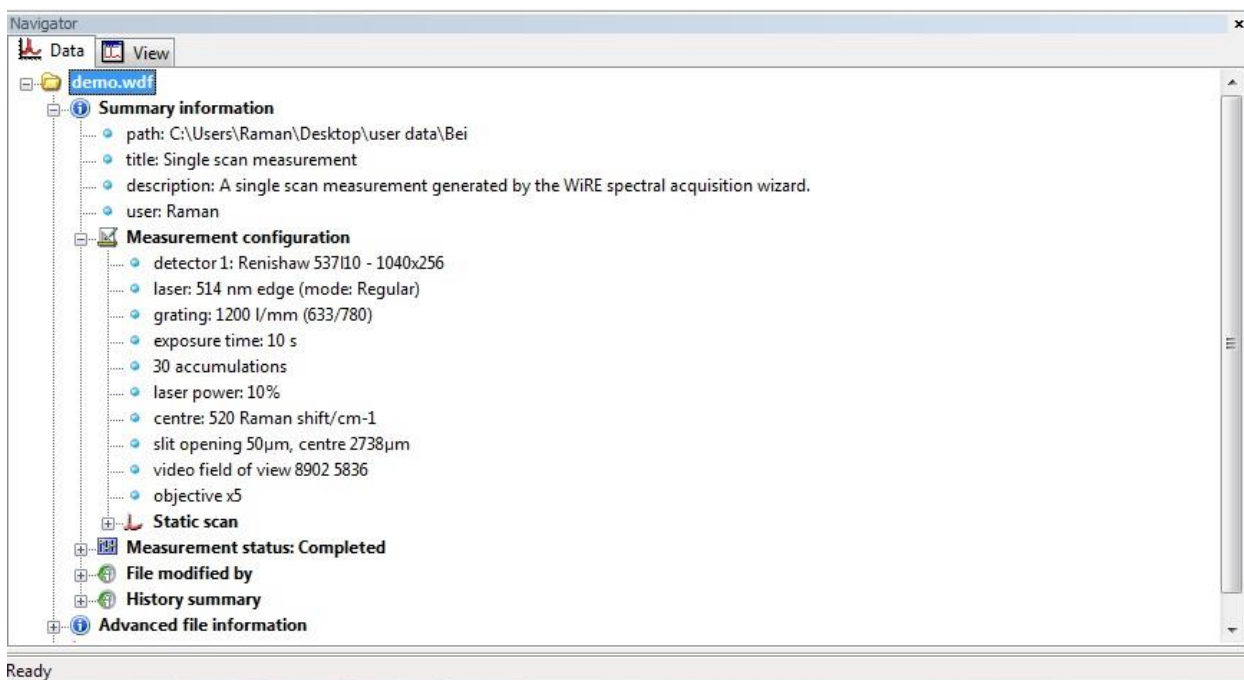 Navigator
Data View
demo.wdf
Summary information
path: C:\Users\Raman\Desktop\user data\Bei
title: Single scan measurement
description: A single scan measurement generated by the WiRE spectral acquisition wizard.
user: Raman
Measurement configuration
detector 1: Renishaw 537l10 - 1040x256
laser: 514 nm edge (mode: Regular)
grating: 1200 l/mm (633/780)
exposure time: 10 s
30 accumulations
laser power: 10%
centre: 520 Raman shift/cm-1
slit opening 50µm, centre 2738µm
video field of view 8902 5836
objective x5
Static scan
Measurement status: Completed
File modified by
History summary
Advanced file information
Ready